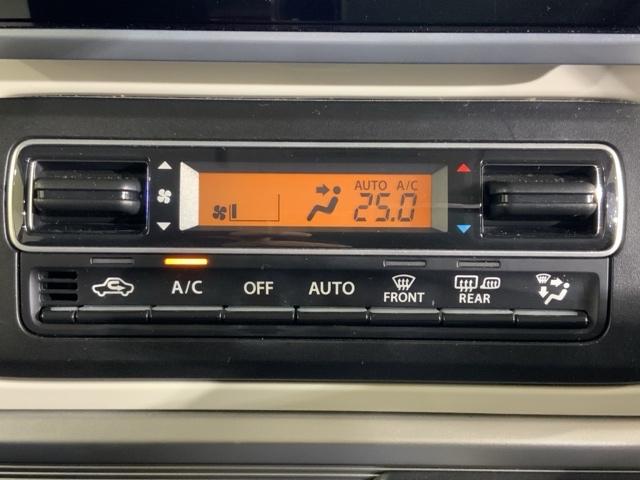 AUTO A/C
25.0
A/C
OFF
AUTO
FRONT
REAR